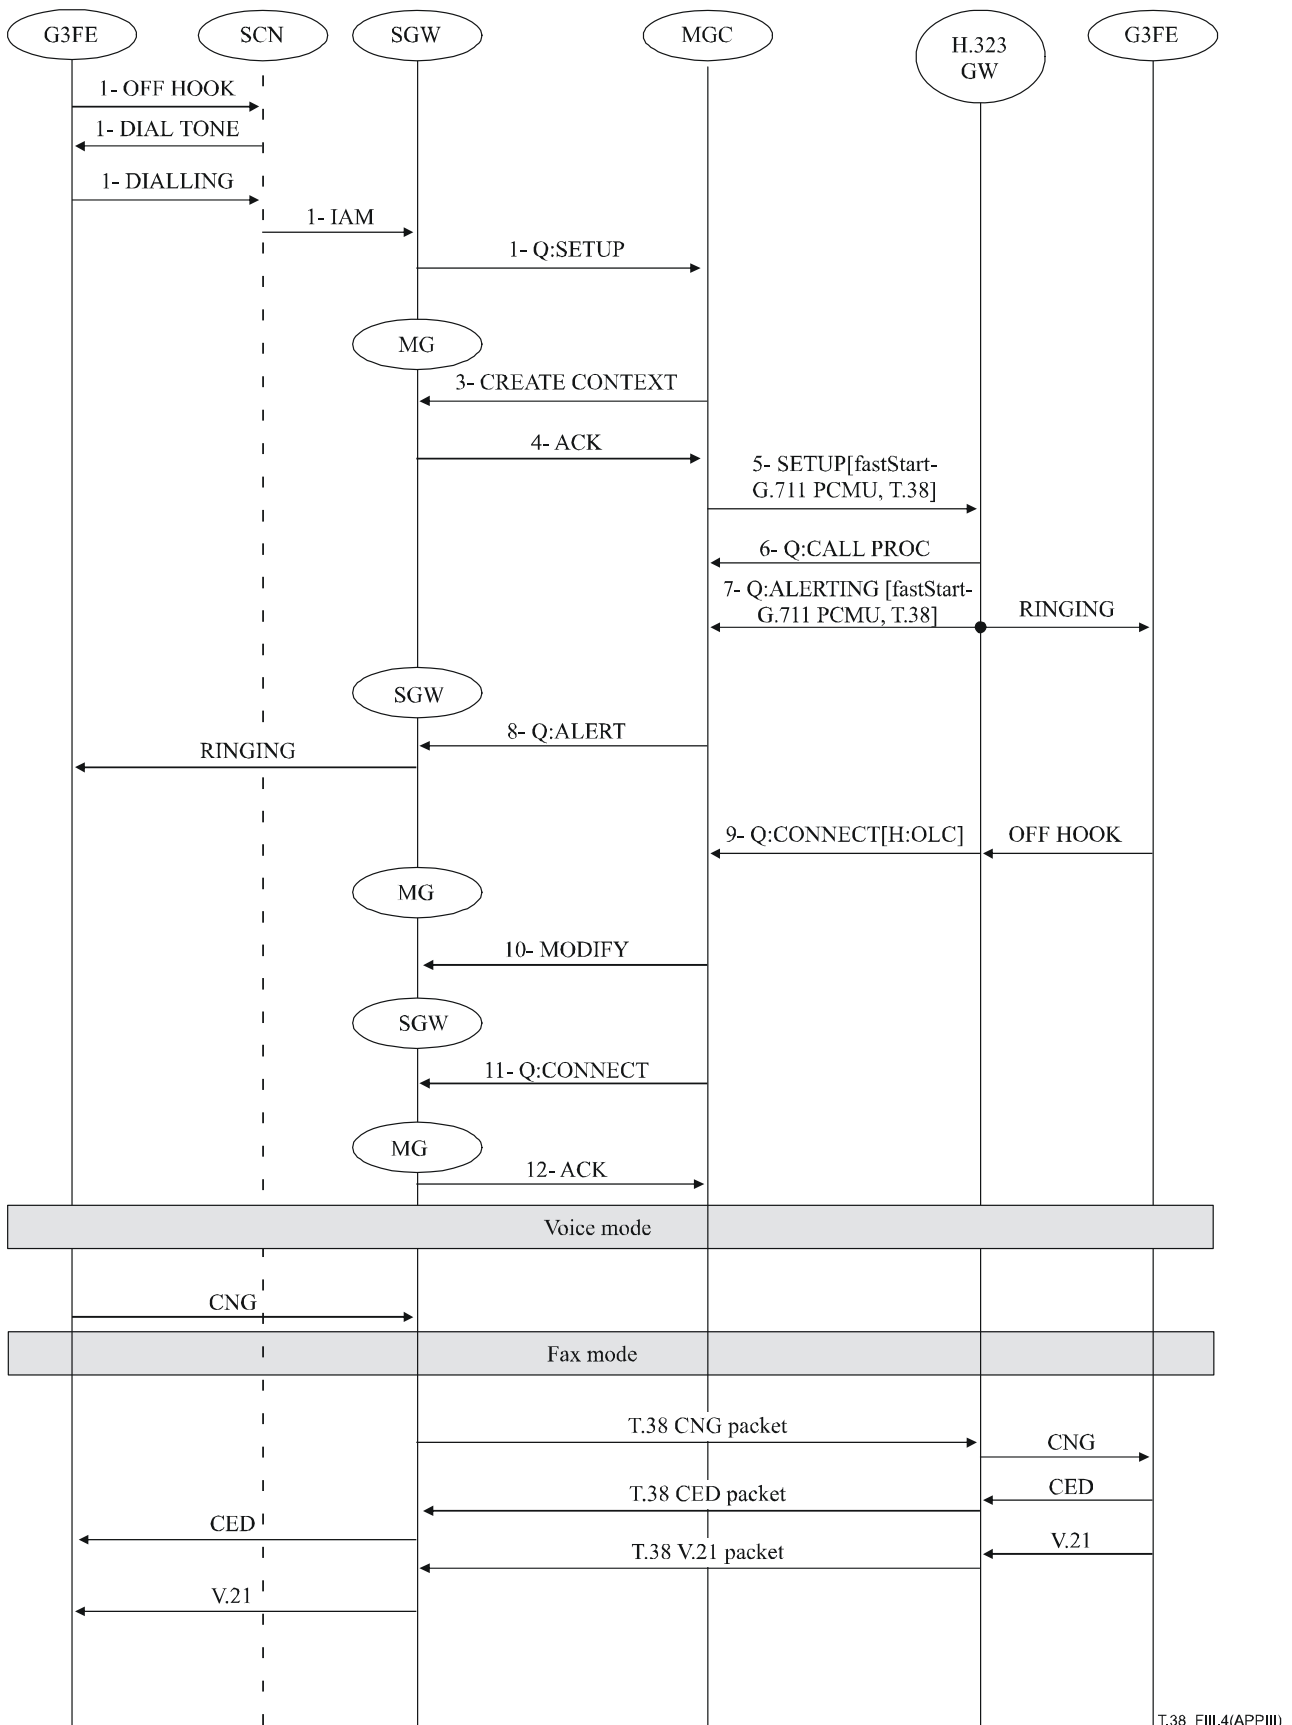 G3FE
SCN
SGW
MGC
H.323
GW
G3FE
1- OFF HOOK
1- DIAL TONE
1- DIALLING
1- IAM
1- Q:SETUP
MG
3- CREATE CONTEXT
4- ACK
5- SETUP[fastStart-
G.711 PCMU, T.38]
6- Q:CALL PROC
7- Q:ALERTING [fastStart-
G.711 PCMU, T.38]
RINGING
SGW
8- Q:ALERT
RINGING
9- Q:CONNECT[H:OLC]
OFF HOOK
MG
10- MODIFY
SGW
11- Q:CONNECT
MG
12- ACK
Voice mode
CNG
Fax mode
T.38 CNG packet
CNG
CED
T.38 CED packet
CED
V.21
T.38 V.21 packet
V.21
T.38_FIII.4(APPIII)